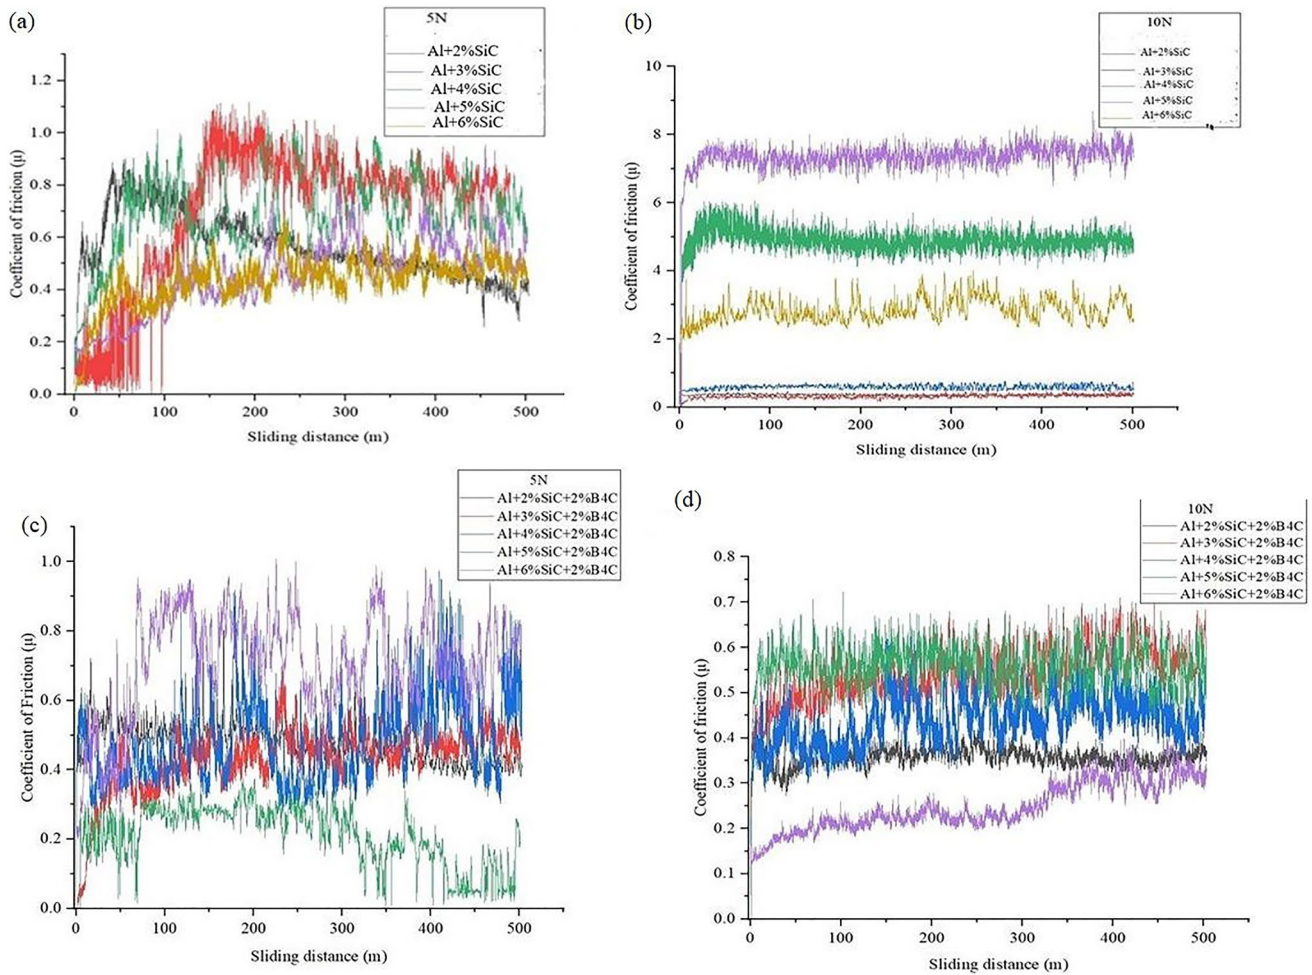 (a)
5N
Al+2%SiC
Al+3%SiC
Al+4%SiC
Al+5%SiC
Al+6%SiC
1.2
1.0
0.8
0.6
0.4
0.2
0.0
Coefficient of friction (μ)
0 100 200 300 400 500
Sliding distance (m)
(b)
10N
Al+2%SiC
Al+3%SiC
Al+4%SiC
Al+5%SiC
Al+6%SiC
10
8
6
4
2
0
Coefficient of friction (μ)
0 100 200 300 400 500
Sliding distance (m)
(c)
5N
Al+2%SiC+2%B4C
Al+3%SiC+2%B4C
Al+4%SiC+2%B4C
Al+5%SiC+2%B4C
Al+6%SiC+2%B4C
1.0
0.8
0.6
0.4
0.2
0.0
Coefficient of Friction (μ)
0 100 200 300 400 500
Sliding distance (m)
(d)
10N
Al+2%SiC+2%B4C
Al+3%SiC+2%B4C
Al+4%SiC+2%B4C
Al+5%SiC+2%B4C
Al+6%SiC+2%B4C
0.8
0.7
0.6
0.5
0.4
0.3
0.2
0.1
0.0
Coefficient of friction (μ)
0 100 200 300 400 500
Sliding distance (m)